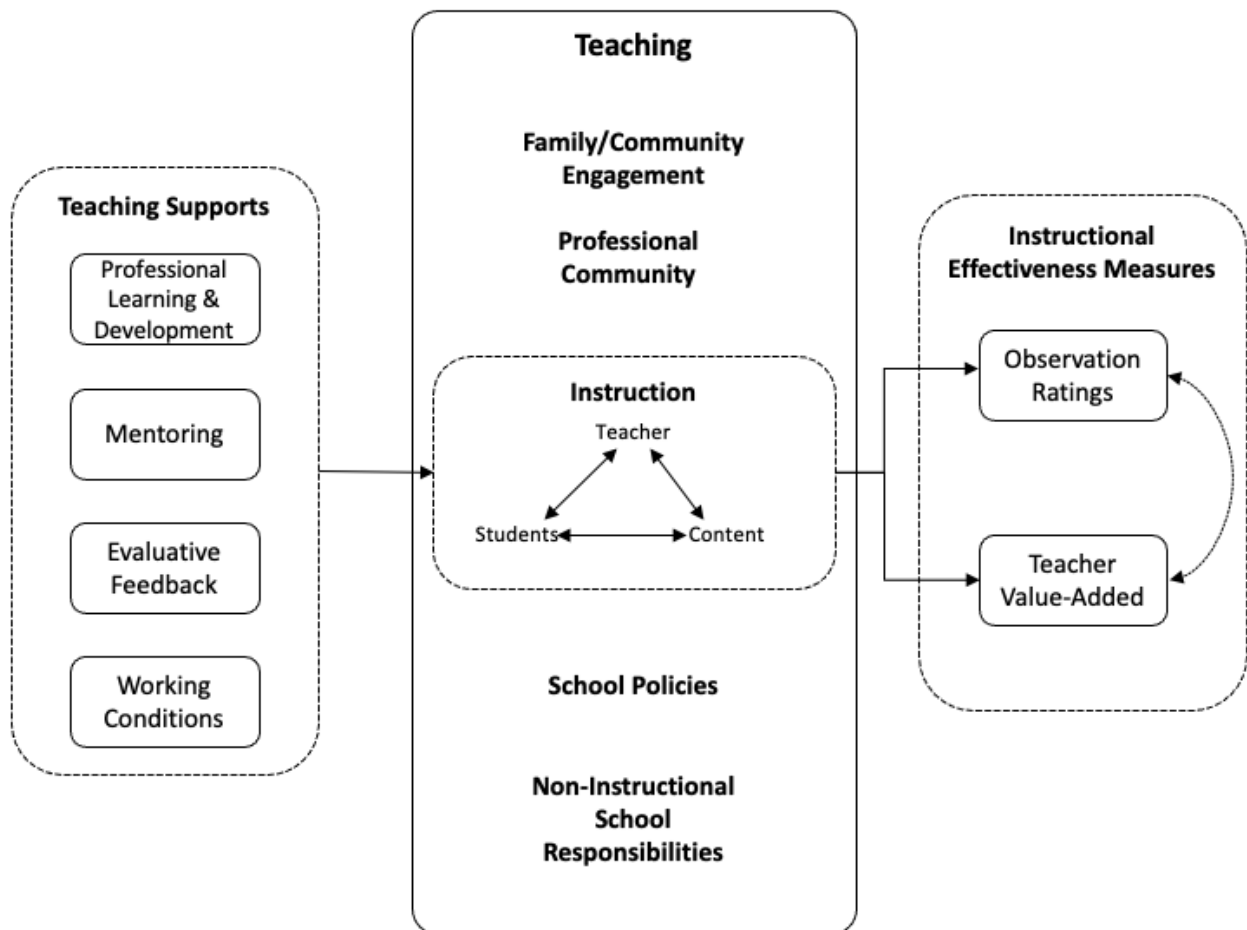 Teaching Supports
Professional
Learning &
Development
Mentoring
Evaluative
Feedback
Working
Conditions
Teaching
Family/Community
Engagement
Professional
Community
Instruction
Teacher
Students
Content
School Policies
Non-Instructional
School
Responsibilities
Instructional
Effectiveness Measures
Observation
Ratings
Teacher
Value-Added